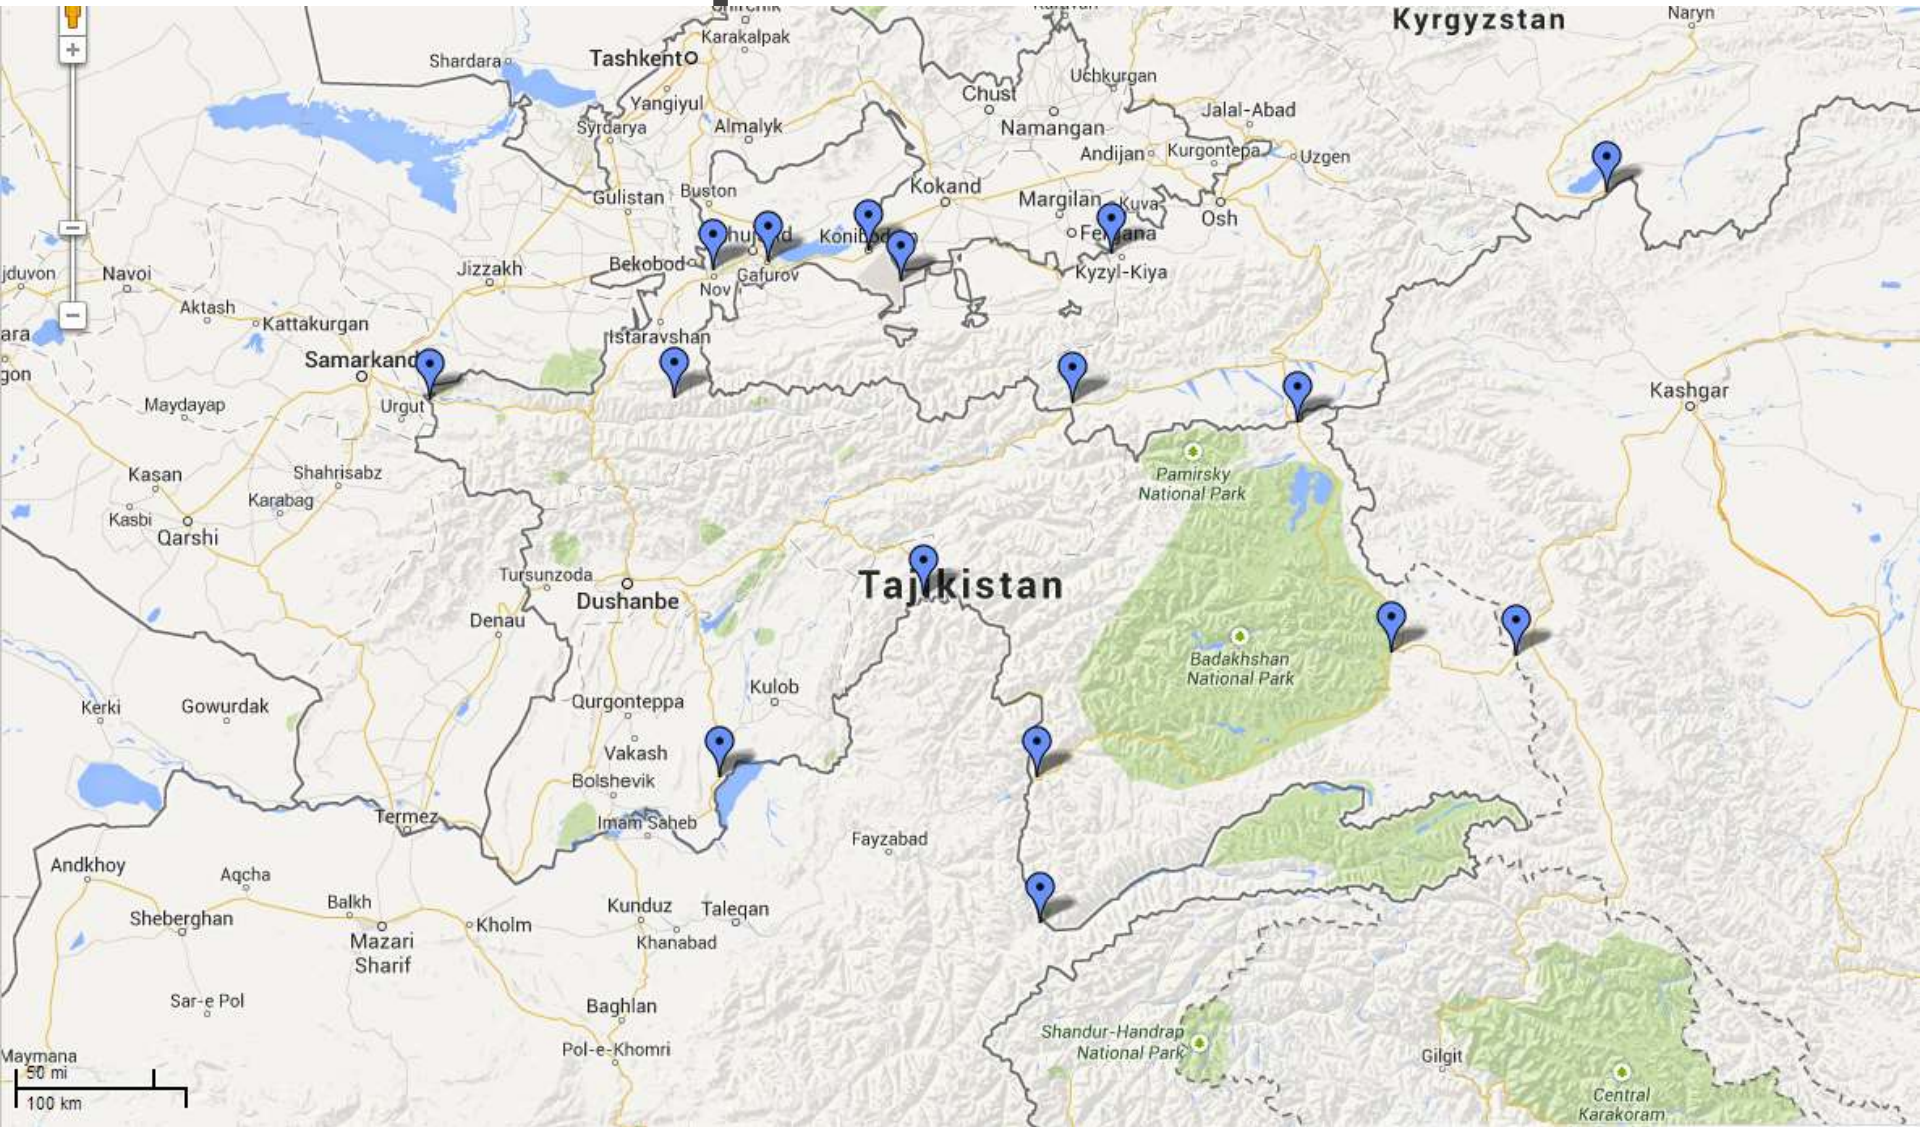 Kyrgyzstan
Naryn
Karakalpak
Tashkent
Shardara
Uchkurgan
Chust
Yangiyul
Jalal-Abad
Syrdarya
Almalyk
Namangan
Andijan
Kurgontepa
Uzgen
Gulistan
Buston
Kokand
Margilan
Kuva
Osh
Bekobod
Jizzakh
Gafurov
Kyzyl-Kiya
Nov
jduvon
Navoi
Aktash
Kattakurgan
Istaravshan
ara
Samarkand
gon
Maydayap
Urgut
Kashgar
Kasan
Shahrisabz
Karabag
Kasbi
Qarshi
Pamirsky
National Park
Tursunzoda
Dushanbe
Tajikistan
Denau
Badakhshan
National Park
Kerki
Gowurdak
Qurgonteppa
Kulob
Vakash
Bolshevik
Termez
Imam Saheb
Fayzabad
Andkhoy
Aqcha
Balkh
Sheberghan
Kholm
Kunduz
Taleqan
Mazari
Sharif
Khanabad
Sar-e Pol
Baghlan
Pol-e-Khomri
Shandur-Handrap
National Park
Gilgit
Maymana
50 mi
100 km
Central
Karakoram